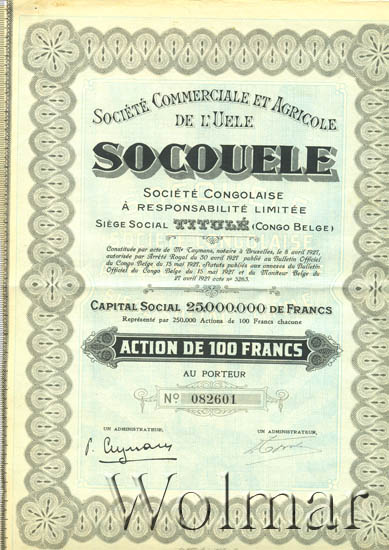 SOCIÉTÉ COMMERCIALE ET AGRICOLE
DE L'UELE
SOCOUELE
SOCIÉTÉ CONGOLAISE
À RESPONSABILITÉ LIMITÉE
SIÈGE SOCIAL TITULÉ (CONGO BELGE)
Constituée par acte de Mᵉ Taymans, notaire à Bruxelles, le 8 avril 1927,
autorisée par Arrêté Royal du 30 avril 1927 publié au Bulletin Officiel
du Congo Belge du 15 mai 1927. Statuts publiés aux annexes du Bulletin
Officiel du Congo Belge du 15 mai 1927 et du Moniteur Belge du
27 avril 1927 acte nº 5263.
CAPITAL SOCIAL 25.000.000 DE FRANCS
Représenté par 250.000 Actions de 100 Francs chacune
ACTION DE 100 FRANCS
AU PORTEUR
Nº 082601
UN ADMINISTRATEUR, UN ADMINISTRATEUR,
Wolmar